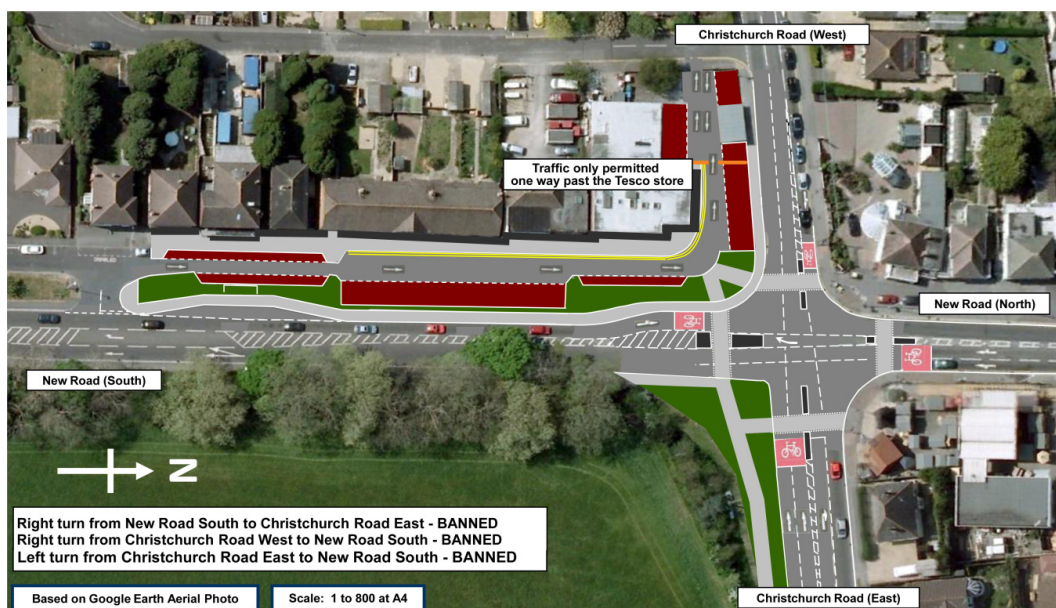 Christchurch Road (West)
Traffic only permitted
one way past the Tesco store
New Road (North)
New Road (South)
N
Right turn from New Road South to Christchurch Road East - BANNED
Right turn from Christchurch Road West to New Road South - BANNED
Left turn from Christchurch Road East to New Road South - BANNED
Based on Google Earth Aerial Photo
Scale: 1 to 800 at A4
Christchurch Road (East)